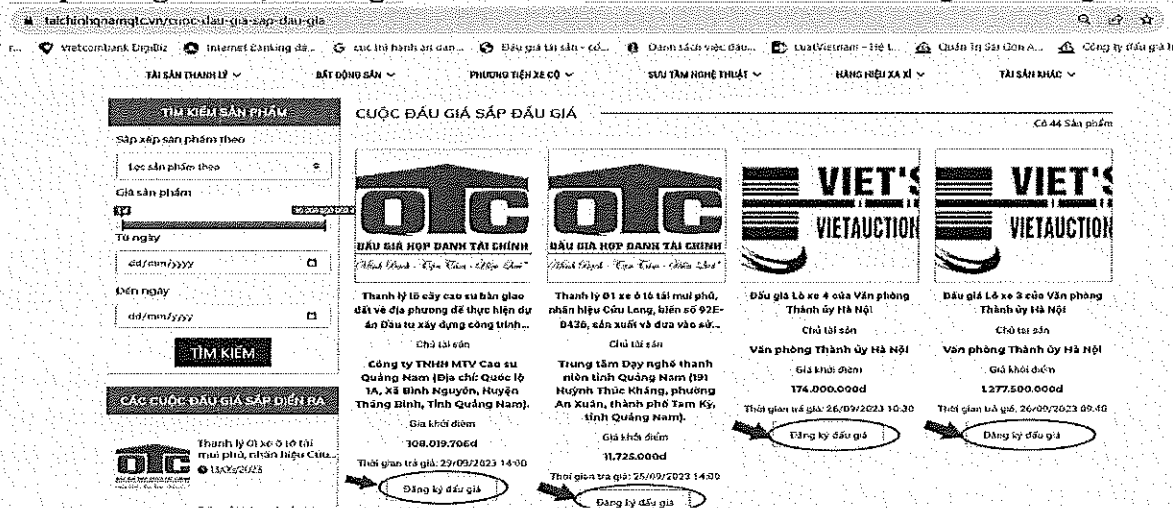 taichinhqnamqtc.vn/cuoc-dau-gia-sap-dau-gia
Vietcombank DigiBiz
Internet Banking dà...
cuc thi hanh an dan ...
Đấu giá tài sản - cổ...
Danh sách việc đấu...
LuatVietnam - Hệ t...
Quản Trị Sài Gòn A...
Công ty đấu giá h
TÀI SẢN THANH LÝ
BẤT ĐỘNG SẢN
PHƯƠNG TIỆN XE CỘ
SƯU TẦM NGHỆ THUẬT
HÀNG HIỆU XA XỈ
TÀI SẢN KHÁC
TÌM KIẾM SẢN PHẨM
Sắp xếp sản phẩm theo
Lọc sản phẩm theo
Giá sản phẩm
Từ ngày
dd/mm/yyyy
Đến ngày
dd/mm/yyyy
TÌM KIẾM
CÁC CUỘC ĐẤU GIÁ SẮP DIỄN RA
Thanh lý 01 xe ô tô tải
mui phủ, nhãn hiệu Cửu...
CUỘC ĐẤU GIÁ SẮP ĐẤU GIÁ
Có 44 Sản phẩm
QTC
ĐẤU GIÁ HỢP DANH TÀI CHÍNH
Thanh lý lô cây cao su bàn giao
đất về địa phương để thực hiện dự
án Đầu tư xây dựng công trình...
Chủ tài sản
Công ty TNHH MTV Cao su
Quảng Nam (Địa chỉ: Quốc lộ
1A, Xã Bình Nguyên, Huyện
Thăng Bình, Tỉnh Quảng Nam).
Giá khởi điểm
108.019.706đ
Thời gian trả giá: 29/09/2023 14:00
Đăng ký đấu giá
QTC
ĐẤU GIÁ HỢP DANH TÀI CHÍNH
Thanh lý 01 xe ô tô tải mui phủ,
nhãn hiệu Cửu Long, biển số 92E-
0436, sản xuất và đưa vào sử...
Chủ tài sản
Trung tâm Dạy nghề thanh
niên tỉnh Quảng Nam (191
Huỳnh Thúc Kháng, phường
An Xuân, thành phố Tam Kỳ,
tỉnh Quảng Nam).
Giá khởi điểm
11.725.000đ
Thời gian trả giá: 25/09/2023 14:00
Đăng ký đấu giá
VIET'S
VIETAUCTION
Đấu giá Lô xe 4 của Văn phòng
Thành ủy Hà Nội
Chủ tài sản
Văn phòng Thành ủy Hà Nội
Giá khởi điểm
174.000.000đ
Thời gian trả giá: 26/09/2023 10:30
Đăng ký đấu giá
VIET'S
VIETAUCTION
Đấu giá Lô xe 3 của Văn phòng
Thành ủy Hà Nội
Chủ tài sản
Văn phòng Thành ủy Hà Nội
Giá khởi điểm
1.277.500.000đ
Thời gian trả giá: 26/09/2023 09:40
Đăng ký đấu giá